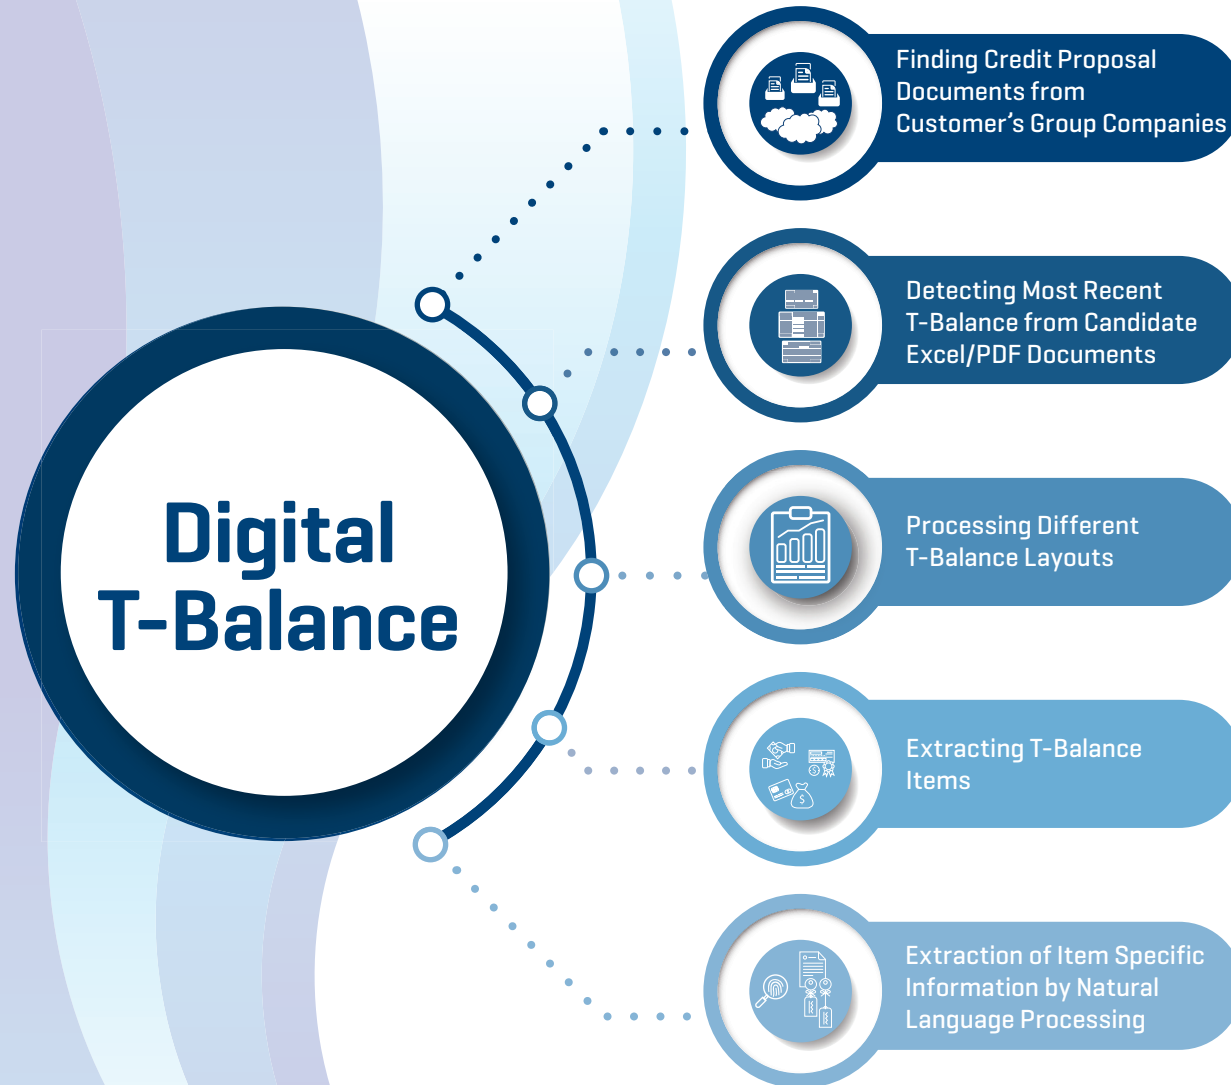 Finding Credit Proposal
Documents from
Customer's Group Companies
Detecting Most Recent
T-Balance from Candidate
Excel/PDF Documents
Digital
T-Balance
Processing Different
T-Balance Layouts
Extracting T-Balance
Items
Extraction of Item Specific
Information by Natural
Language Processing